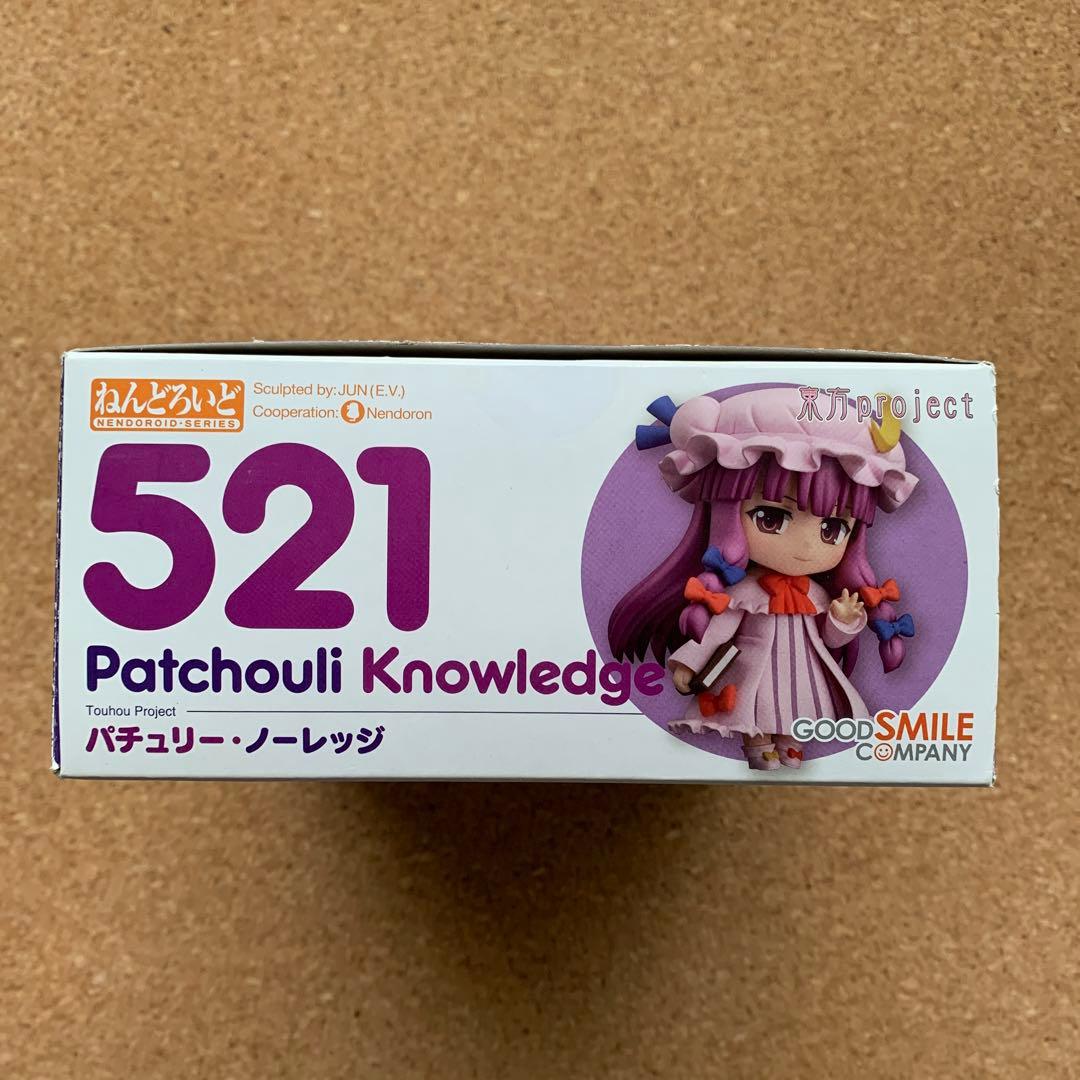 ねんどろいど
NENDOROID·SERIES
Sculpted by:JUN(E.V.)
Cooperation: Nendoron
東方project
521
Patchouli Knowledge
Touhou Project
パチュリー・ノーレッジ
GOOD SMILE
COMPANY